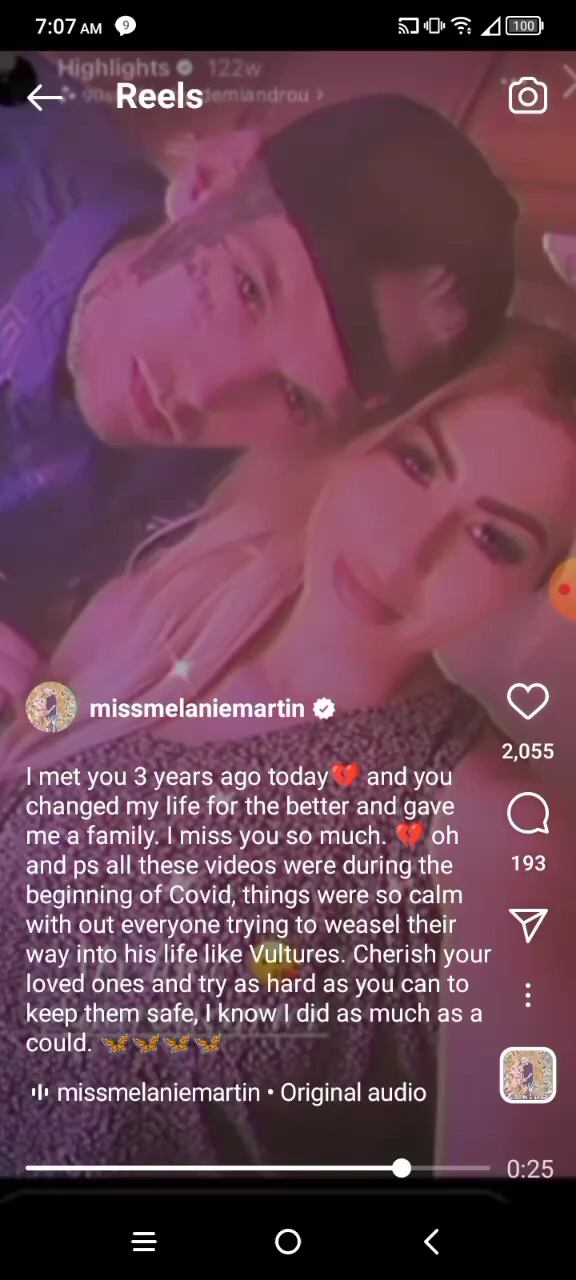 7:07 AM 9 100
Highlights 122w
Reels
demiandrou >
missmelaniemartin
I met you 3 years ago today💔 and you
changed my life for the better and gave
me a family. I miss you so much. 💔 oh
and ps all these videos were during the
beginning of Covid, things were so calm
with out everyone trying to weasel their
way into his life like Vultures. Cherish your
loved ones and try as hard as you can to
keep them safe, I know I did as much as a
could. 🦋🦋🦋🦋
missmelaniemartin • Original audio
2,055
193
0:25